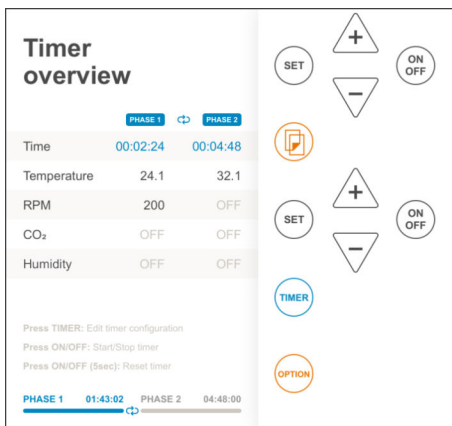 Timer
overview
PHASE 1 PHASE 2
Time 00:02:24 00:04:48
Temperature 24.1 32.1
RPM 200 OFF
CO₂ OFF OFF
Humidity OFF OFF
Press TIMER: Edit timer configuration
Press ON/OFF: Start/Stop timer
Press ON/OFF (5sec): Reset timer
PHASE 1 01:43:02 PHASE 2 04:48:00
+
SET
ON
OFF
−
+
SET
ON
OFF
−
TIMER
OPTION